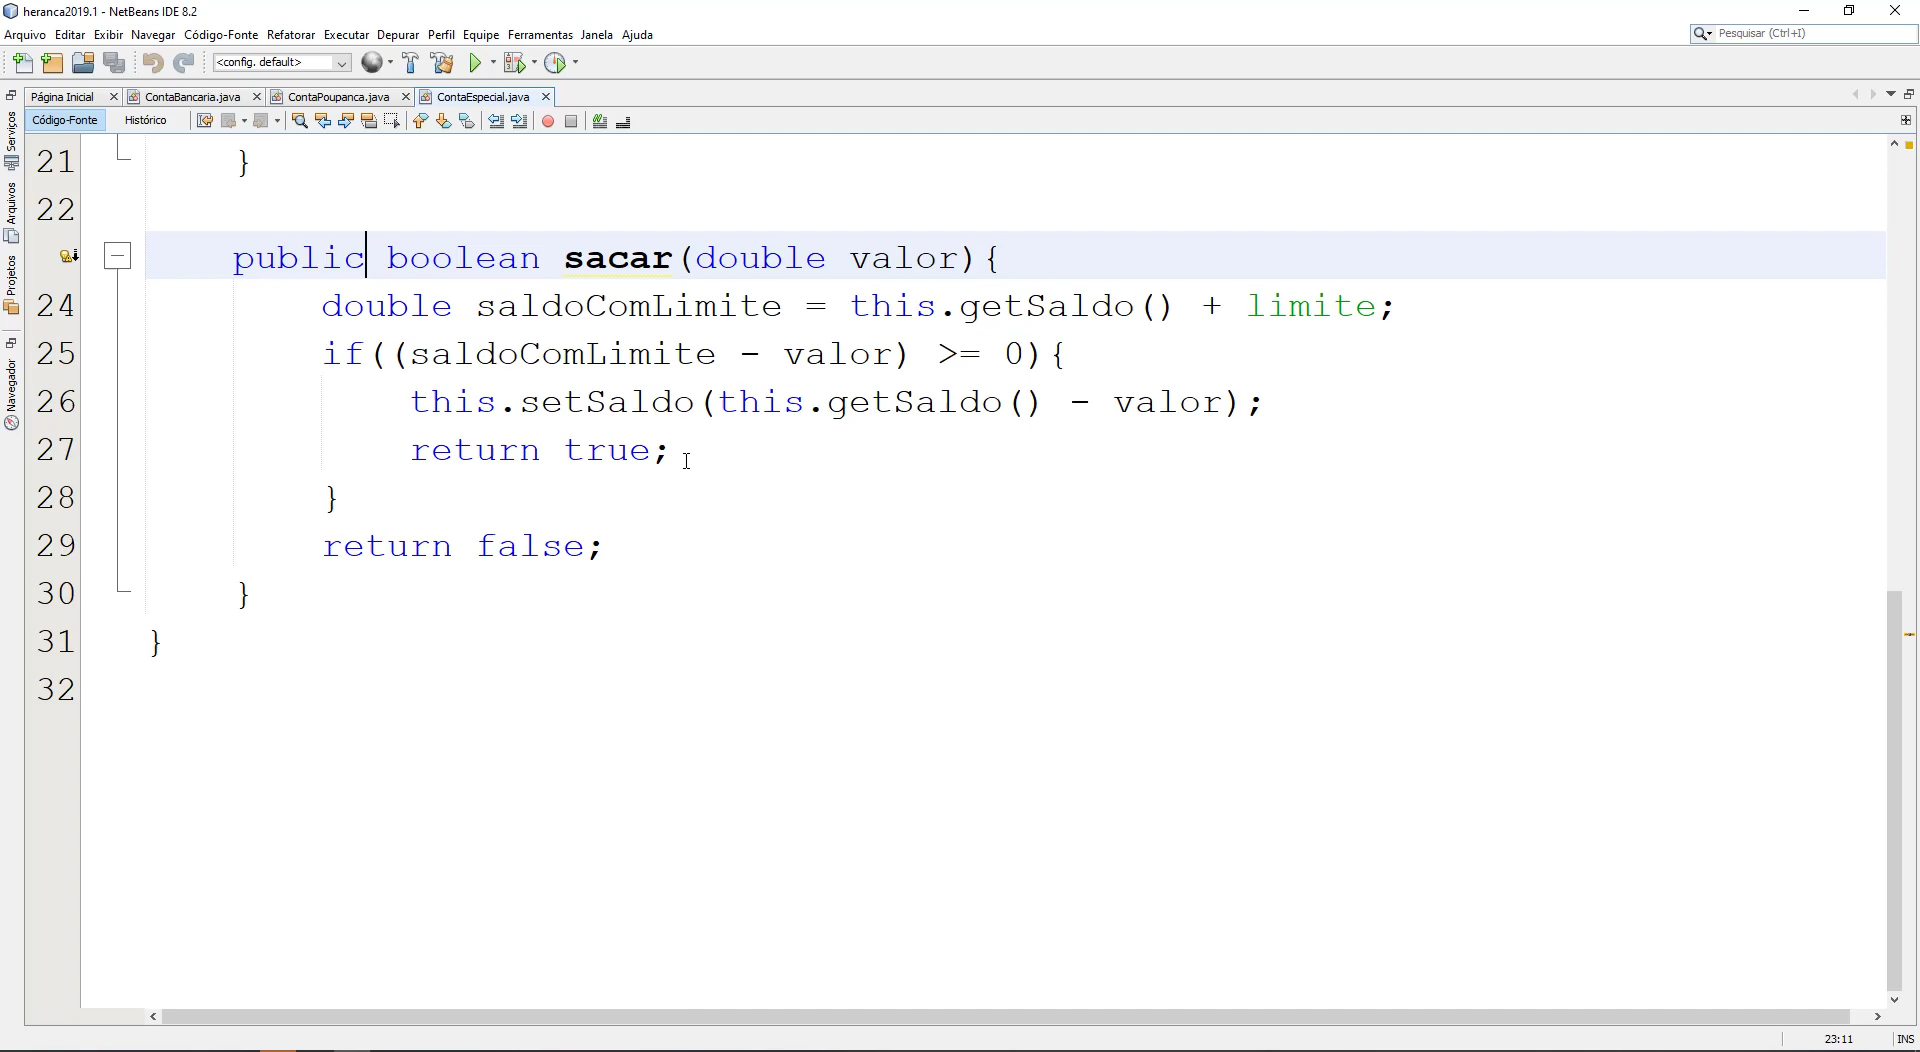 heranca2019.1 - NetBeans IDE 8.2
Arquivo Editar Exibir Navegar Código-Fonte Refatorar Executar Depurar Perfil Equipe Ferramentas Janela Ajuda
Pesquisar (Ctrl+I)
<config. default>
Página Inicial ContaBancaria.java ContaPoupanca.java ContaEspecial.java
Código-Fonte Histórico
Serviços
Arquivos
Projetos
Navegador
21 }
22
public boolean sacar(double valor){
24 double saldoComLimite = this.getSaldo() + limite;
25 if((saldoComLimite - valor) >= 0){
26 this.setSaldo(this.getSaldo() - valor);
27 return true;
28 }
29 return false;
30 }
31 }
32
23:11 INS